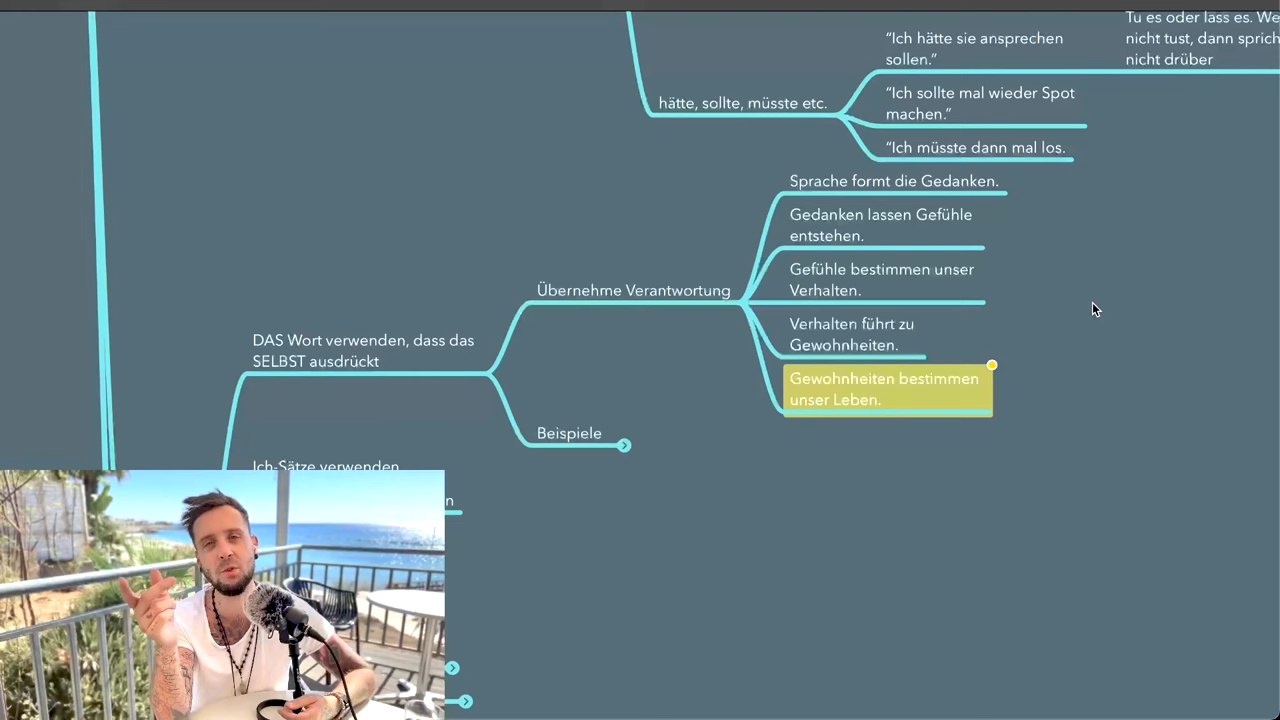 Tu es oder lass es. We
nicht tust, dann sprich
nicht drüber
“Ich hätte sie ansprechen
sollen.”
hätte, sollte, müsste etc.
“Ich sollte mal wieder Spot
machen.”
“Ich müsste dann mal los.
Sprache formt die Gedanken.
Gedanken lassen Gefühle
entstehen.
Übernehme Verantwortung
Gefühle bestimmen unser
Verhalten.
DAS Wort verwenden, dass das
SELBST ausdrückt
Verhalten führt zu
Gewohnheiten.
Gewohnheiten bestimmen
unser Leben.
Beispiele
Ich-Sätze verwenden
n